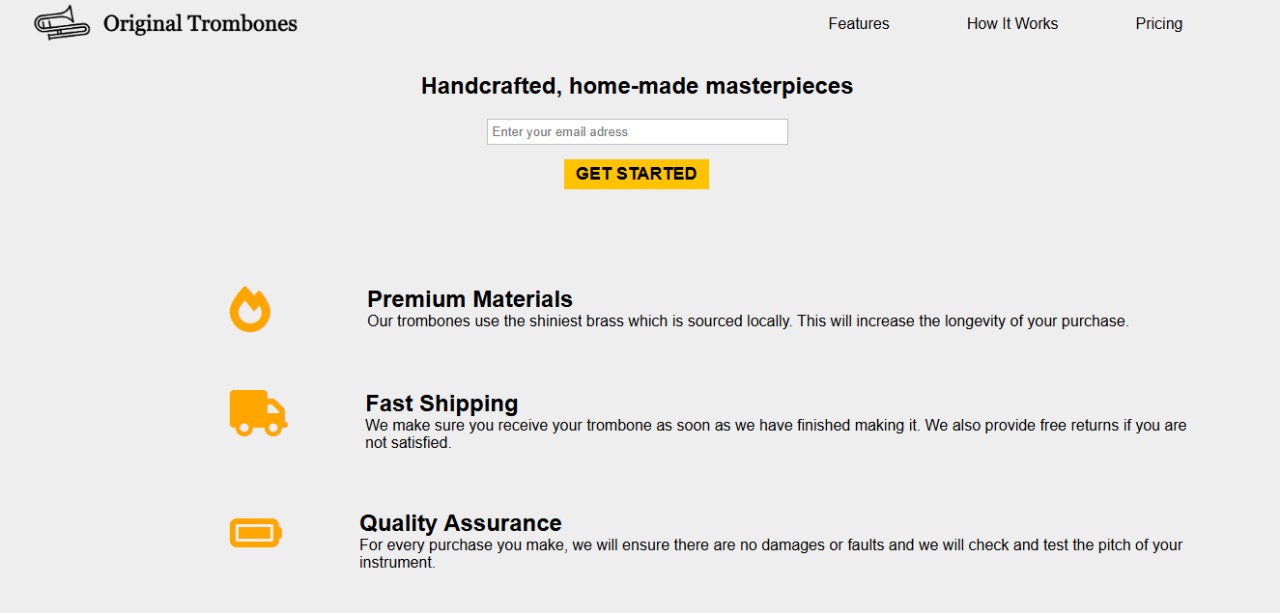 Original Trombones
Features
How It Works
Pricing
Handcrafted, home-made masterpieces
Enter your email adress
GET STARTED
Premium Materials
Our trombones use the shiniest brass which is sourced locally. This will increase the longevity of your purchase.
Fast Shipping
We make sure you receive your trombone as soon as we have finished making it. We also provide free returns if you are
not satisfied.
Quality Assurance
For every purchase you make, we will ensure there are no damages or faults and we will check and test the pitch of your
instrument.